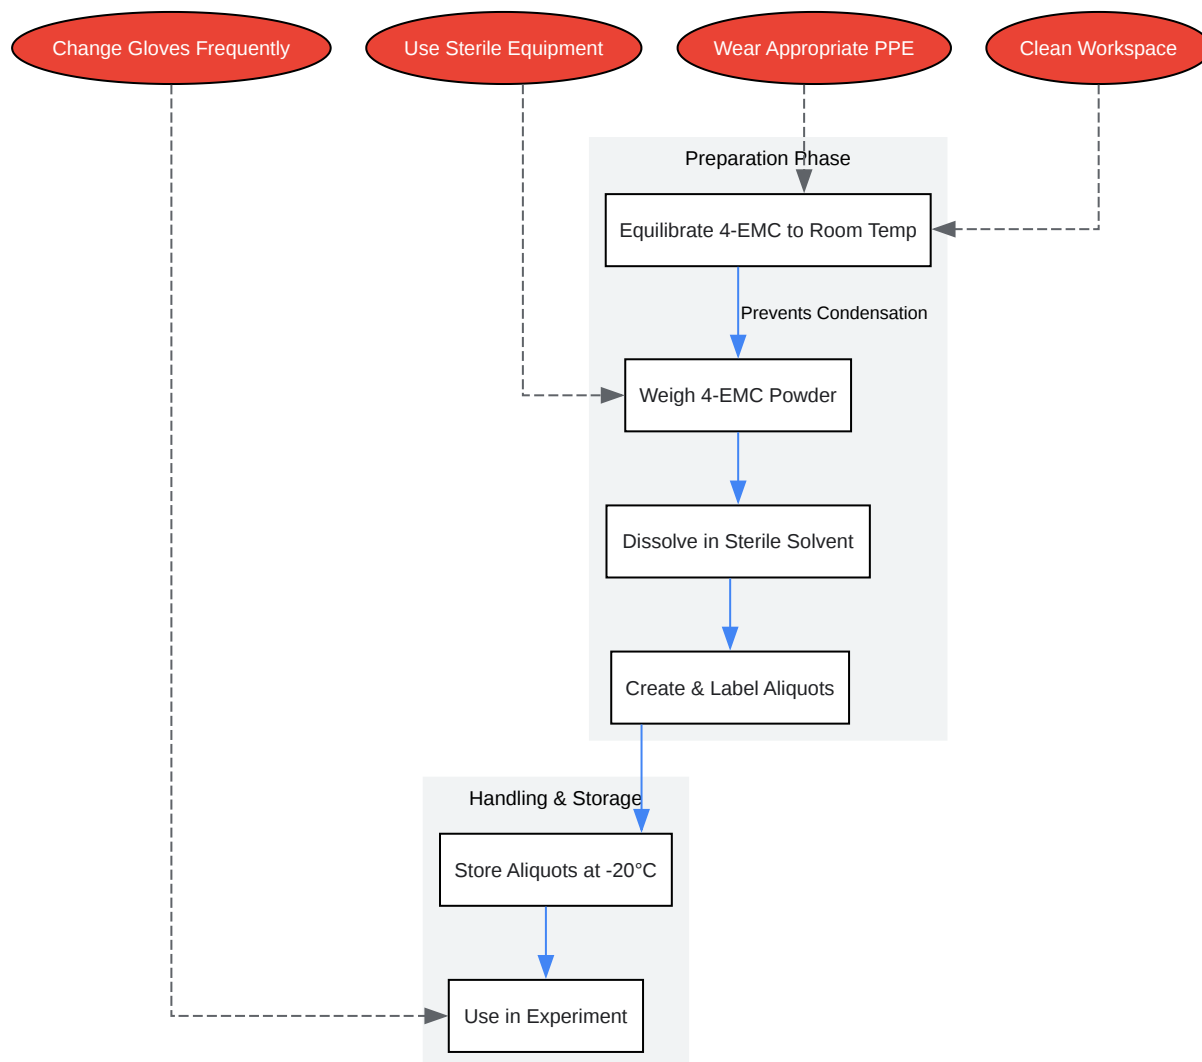 Change Gloves Frequently
Use Sterile Equipment
Wear Appropriate PPE
Clean Workspace
Preparation Phase
Equilibrate 4-EMC to Room Temp
Prevents Condensation
Weigh 4-EMC Powder
Dissolve in Sterile Solvent
Create & Label Aliquots
Handling & Storage
Store Aliquots at -20°C
Use in Experiment